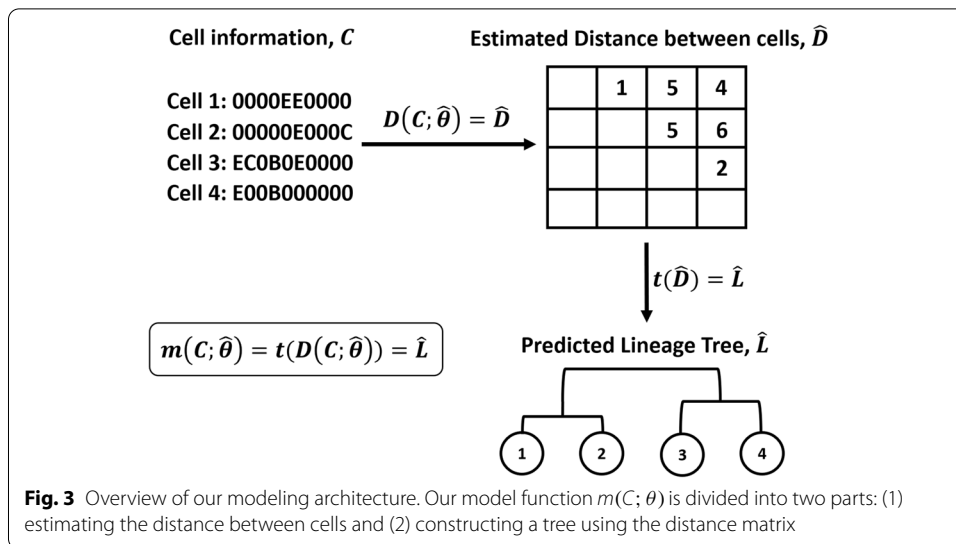 Cell information, C
Estimated Distance between cells, D̂
Cell 1: 0000EE0000
Cell 2: 00000E000C
Cell 3: EC0B0E0000
Cell 4: E00B000000
D(C; θ̂) = D̂
1 5 4
5 6
2
t(D̂) = L̂
m(C; θ̂) = t(D(C; θ̂)) = L̂
Predicted Lineage Tree, L̂
1 2 3 4
Fig. 3 Overview of our modeling architecture. Our model function m(C; θ) is divided into two parts: (1)
estimating the distance between cells and (2) constructing a tree using the distance matrix